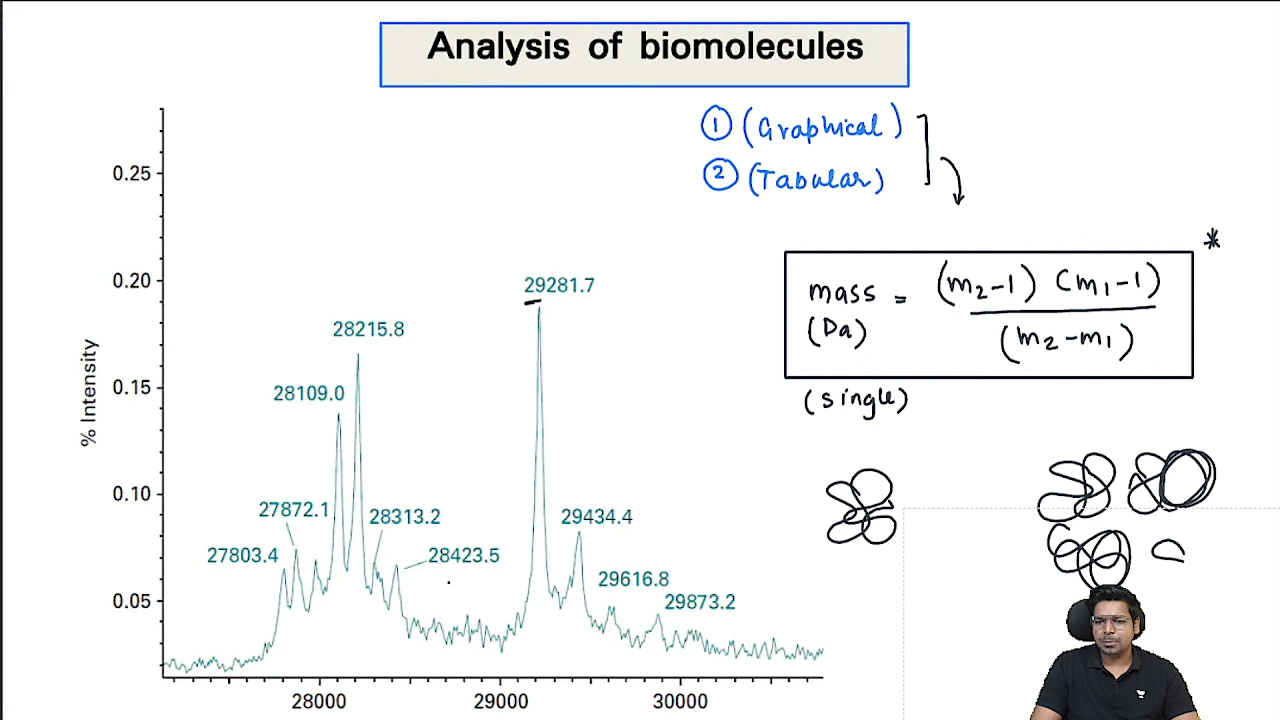 Analysis of biomolecules
① (Graphical)
② (Tabular)
*
mass (Da) = (m₂-1) (m₁-1) / (m₂-m₁)
(single)
% Intensity
0.25
0.20
0.15
0.10
0.05
29281.7
28215.8
28109.0
27872.1
28313.2
29434.4
27803.4
28423.5
29616.8
29873.2
28000 29000 30000